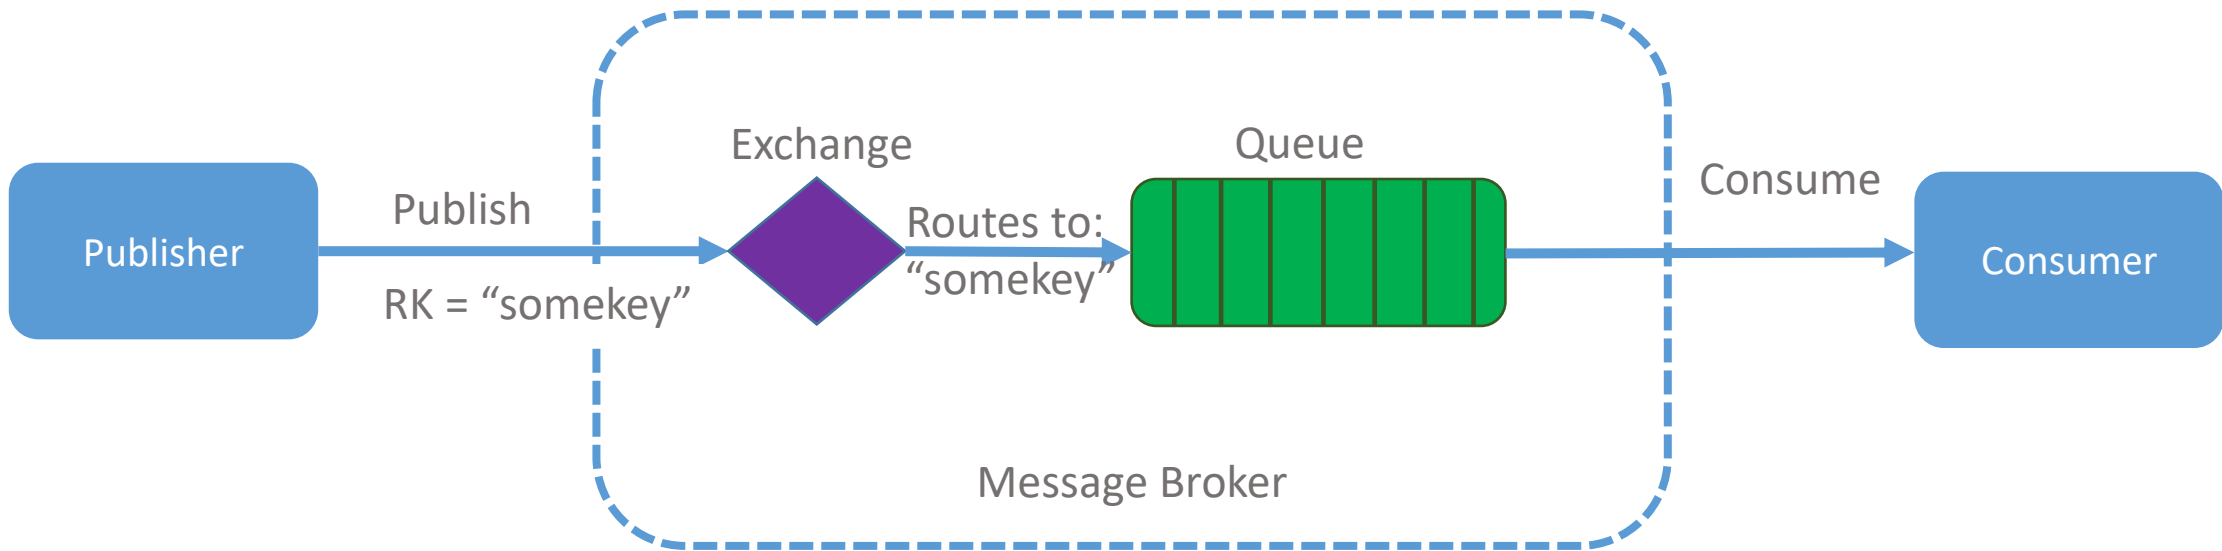 Publisher
Publish
RK = “somekey”
Exchange
Routes to:
“somekey”
Queue
Message Broker
Consume
Consumer